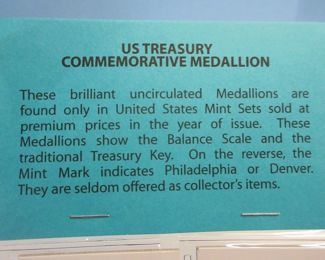 US TREASURY
COMMEMORATIVE MEDALLION
These brilliant uncirculated Medallions are
found only in United States Mint Sets sold at
premium prices in the year of issue. These
Medallions show the Balance Scale and the
traditional Treasury Key. On the reverse, the
Mint Mark indicates Philadelphia or Denver.
They are seldom offered as collector's items.